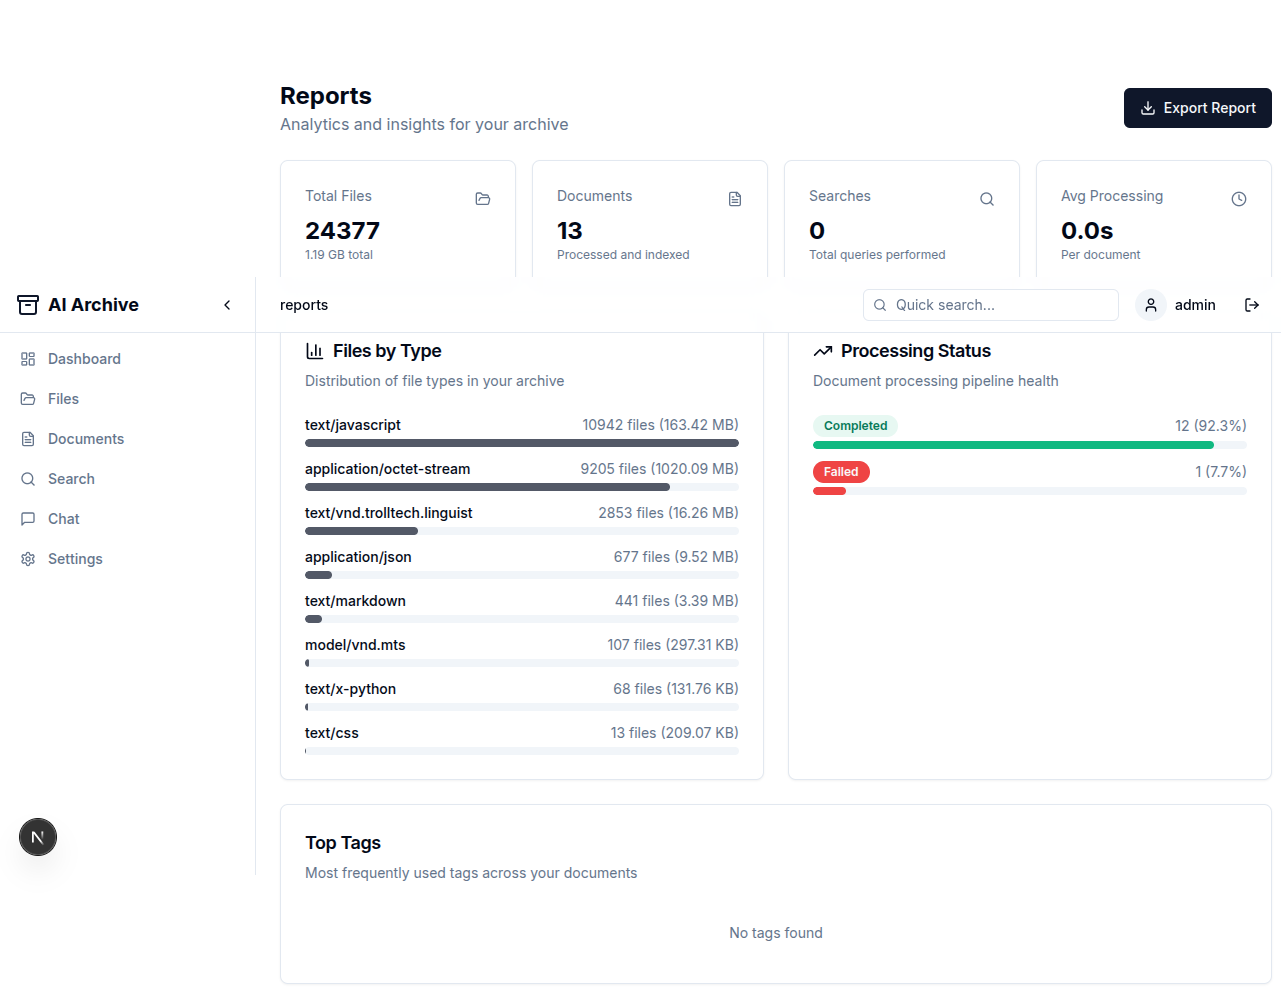 Reports
Analytics and insights for your archive
Export Report
Total Files
24377
1.19 GB total
Documents
13
Processed and indexed
Searches
0
Total queries performed
Avg Processing
0.0s
Per document
AI Archive
reports
Quick search...
admin
Dashboard
Files
Documents
Search
Chat
Settings
Files by Type
Distribution of file types in your archive
text/javascript 10942 files (163.42 MB)
application/octet-stream 9205 files (1020.09 MB)
text/vnd.trolltech.linguist 2853 files (16.26 MB)
application/json 677 files (9.52 MB)
text/markdown 441 files (3.39 MB)
model/vnd.mts 107 files (297.31 KB)
text/x-python 68 files (131.76 KB)
text/css 13 files (209.07 KB)
Processing Status
Document processing pipeline health
Completed 12 (92.3%)
Failed 1 (7.7%)
N
Top Tags
Most frequently used tags across your documents
No tags found